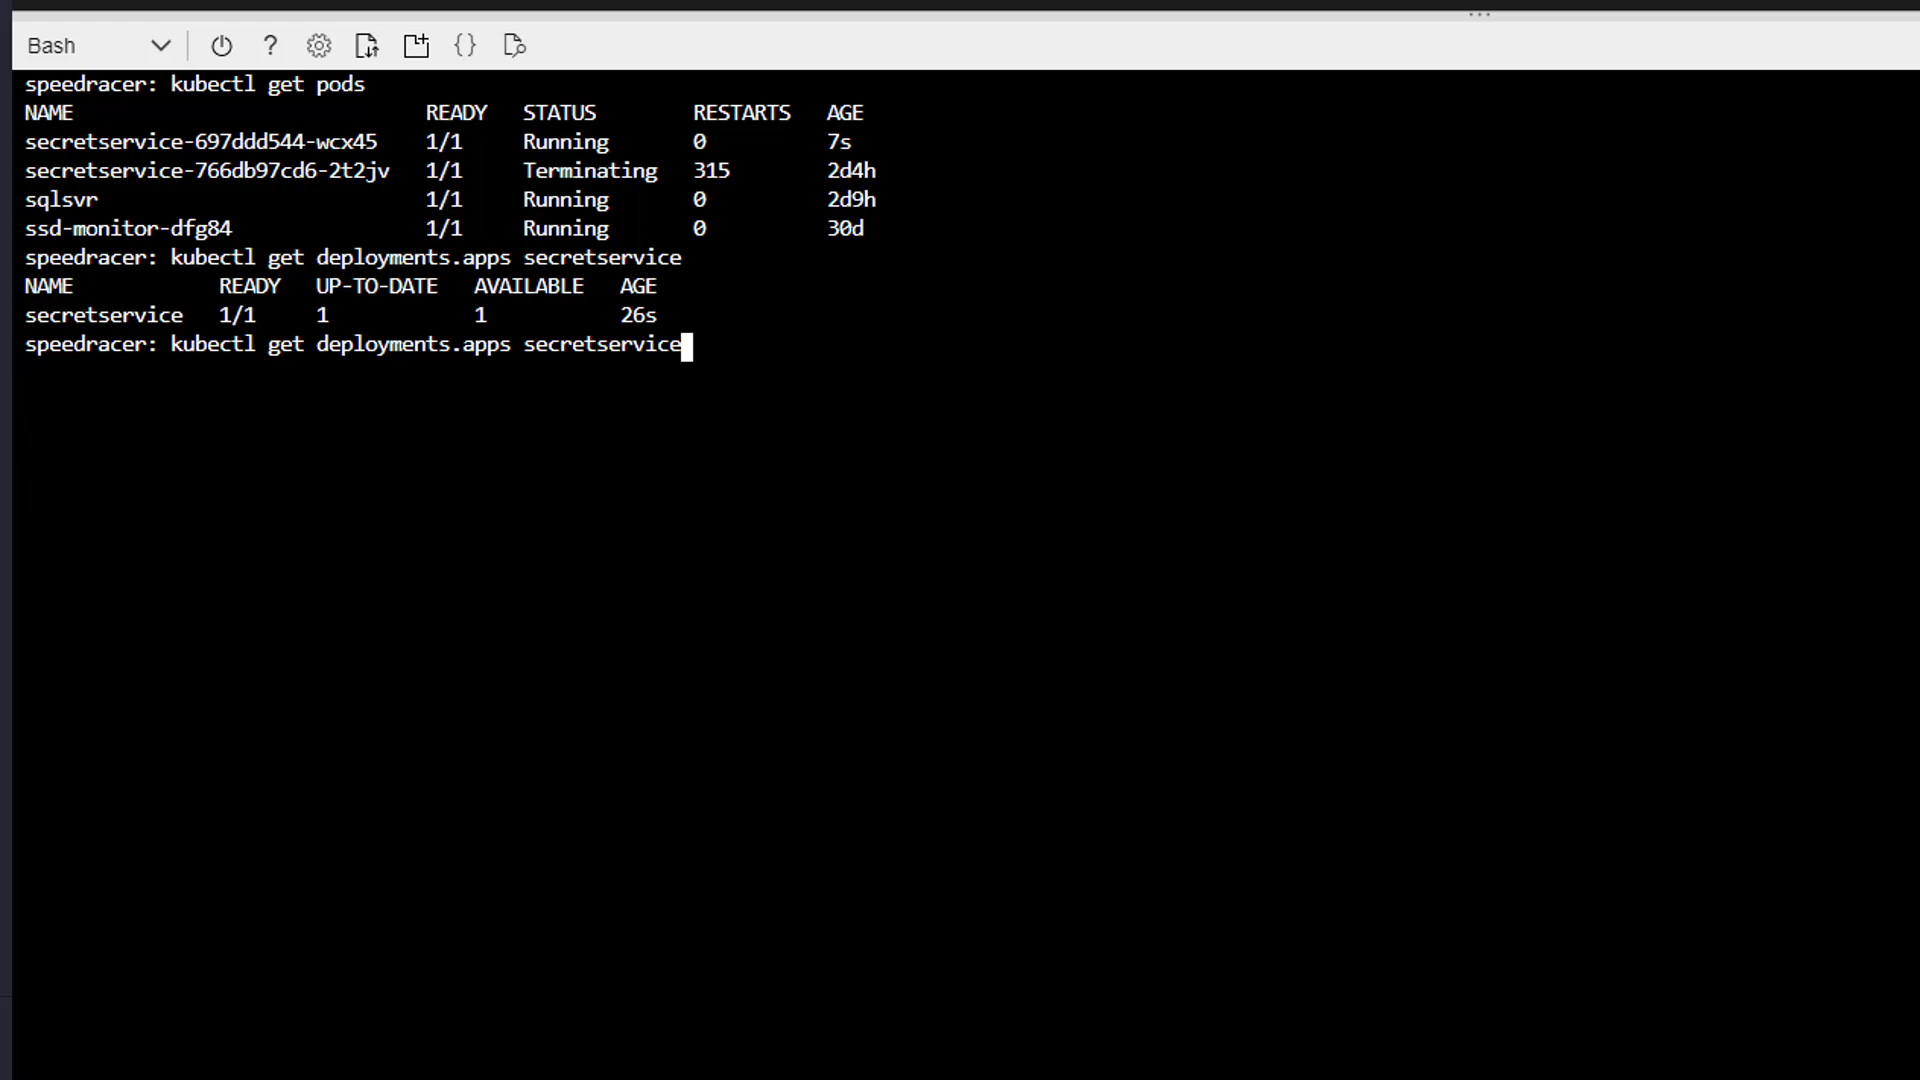 Bash
speedracer: kubectl get pods
NAME READY STATUS RESTARTS AGE
secretservice-697ddd544-wcx45 1/1 Running 0 7s
secretservice-766db97cd6-2t2jv 1/1 Terminating 315 2d4h
sqlsvr 1/1 Running 0 2d9h
ssd-monitor-dfg84 1/1 Running 0 30d
speedracer: kubectl get deployments.apps secretservice
NAME READY UP-TO-DATE AVAILABLE AGE
secretservice 1/1 1 1 26s
speedracer: kubectl get deployments.apps secretservice